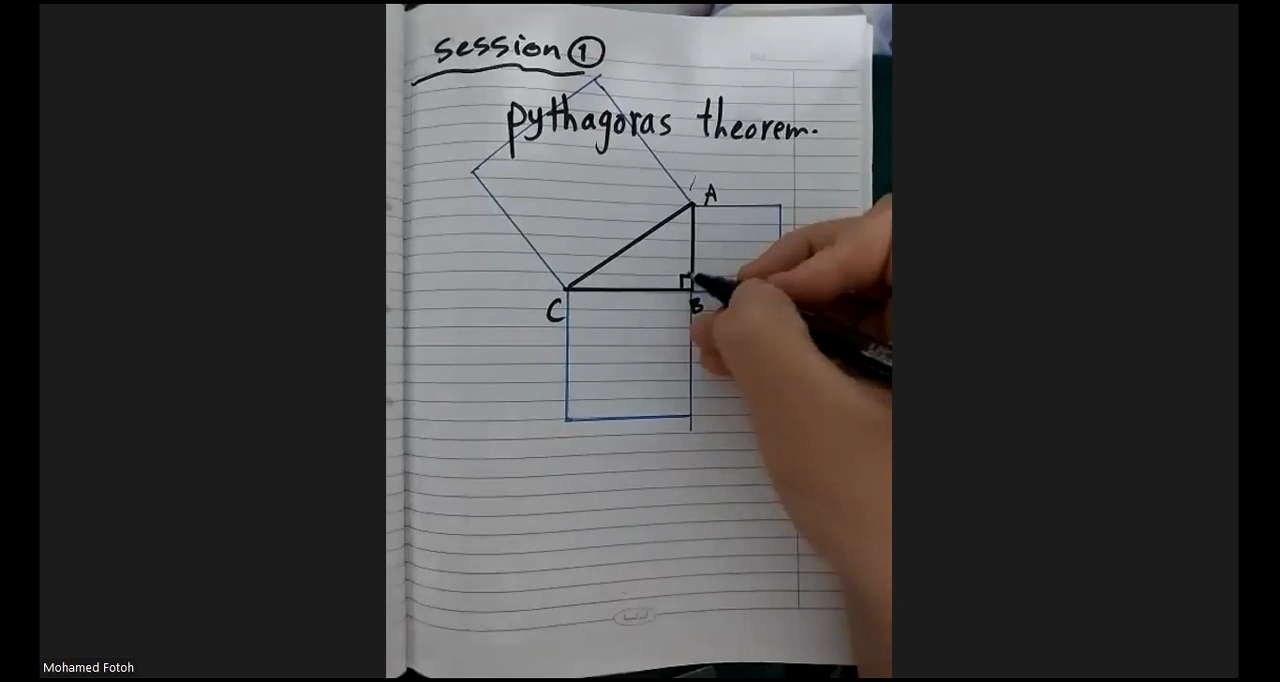 session ①
pythagoras theorem.
A
B
C
Mohamed Fotoh